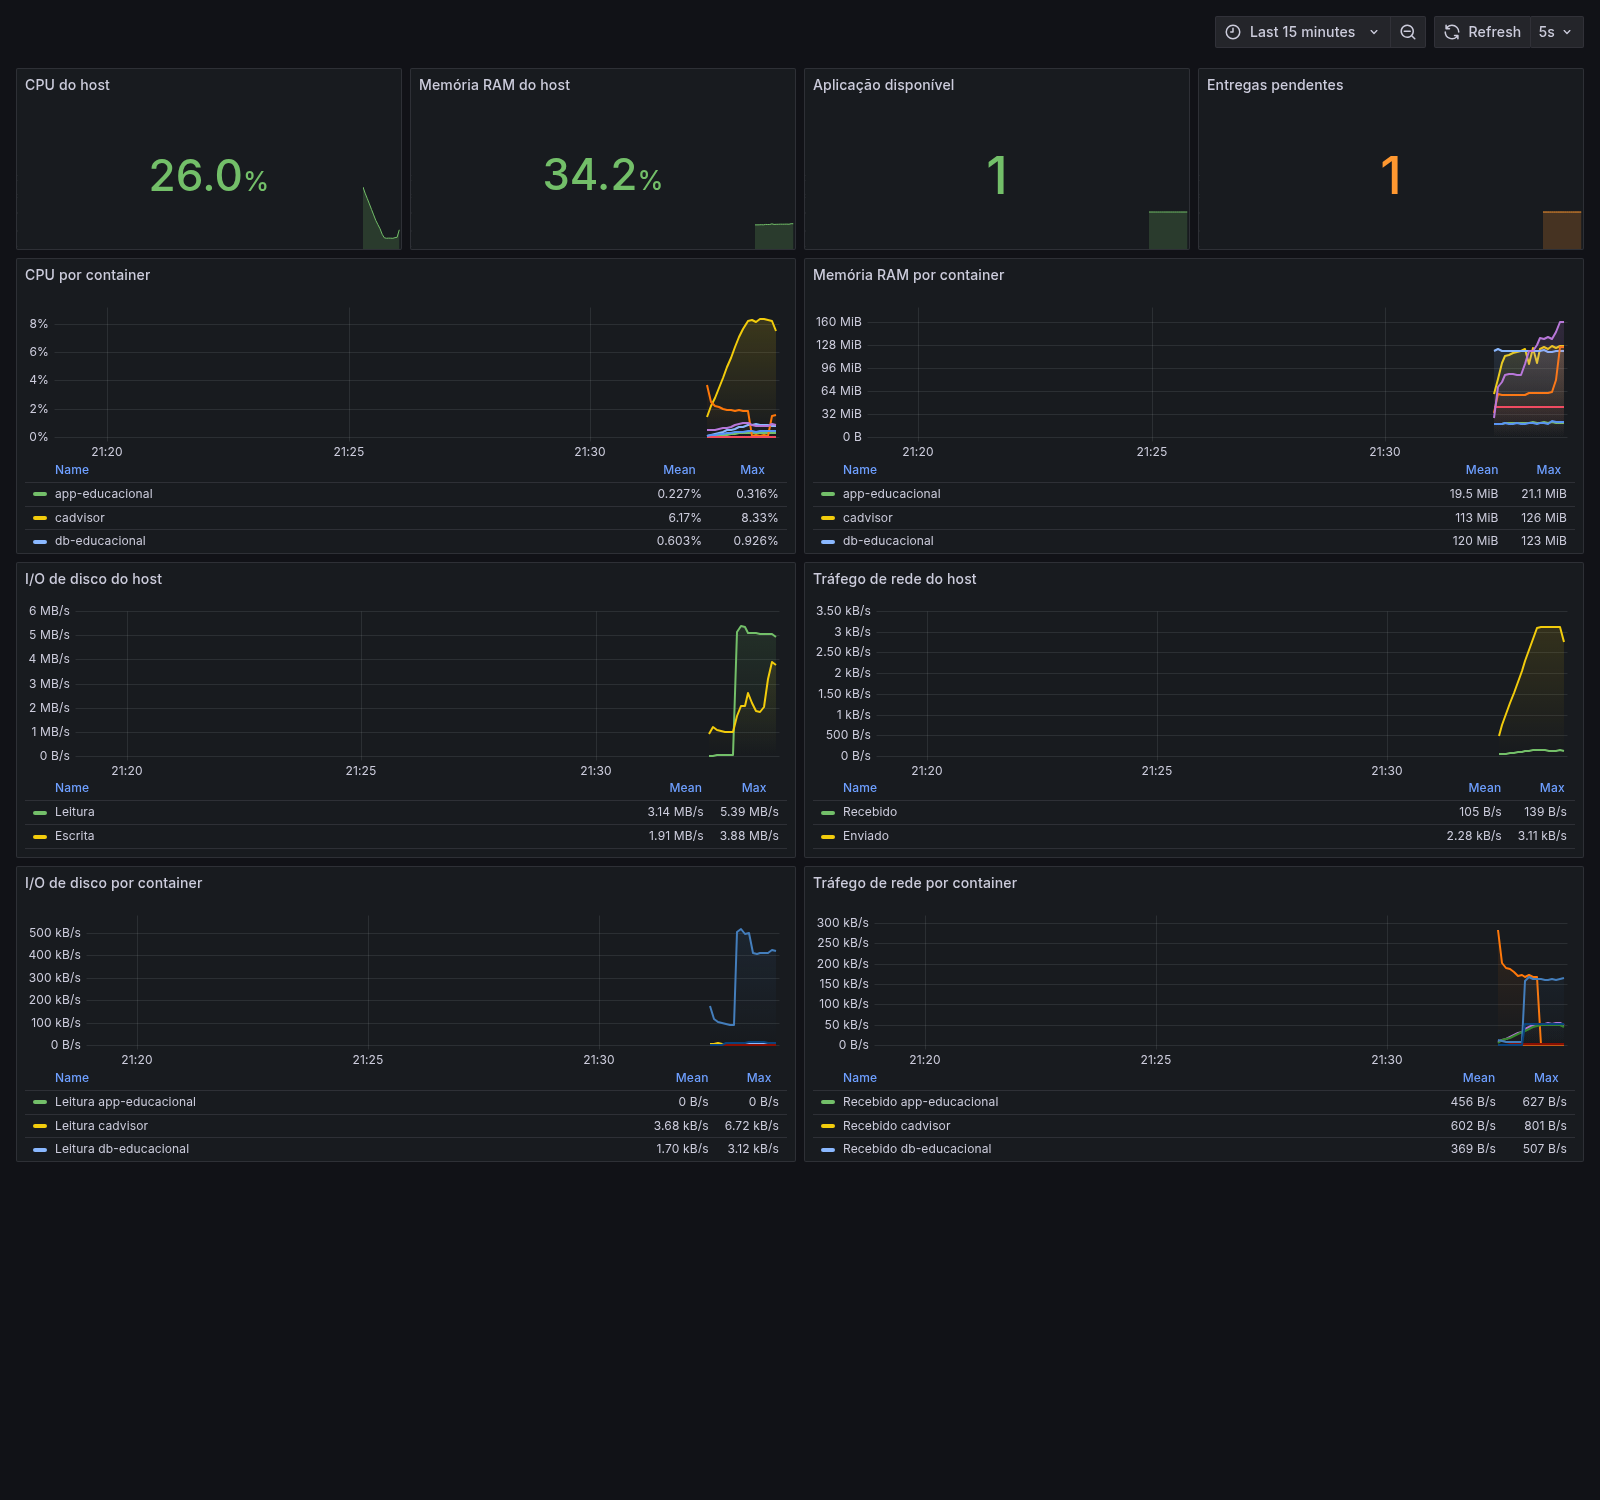 Last 15 minutes Refresh 5s
CPU do host
26.0%
Memória RAM do host
34.2%
Aplicação disponível
1
Entregas pendentes
1
CPU por container
8%
6%
4%
2%
0%
21:20 21:25 21:30
Name Mean Max
app-educacional 0.227% 0.316%
cadvisor 6.17% 8.33%
db-educacional 0.603% 0.926%
Memória RAM por container
160 MiB
128 MiB
96 MiB
64 MiB
32 MiB
0 B
21:20 21:25 21:30
Name Mean Max
app-educacional 19.5 MiB 21.1 MiB
cadvisor 113 MiB 126 MiB
db-educacional 120 MiB 123 MiB
I/O de disco do host
6 MB/s
5 MB/s
4 MB/s
3 MB/s
2 MB/s
1 MB/s
0 B/s
21:20 21:25 21:30
Name Mean Max
Leitura 3.14 MB/s 5.39 MB/s
Escrita 1.91 MB/s 3.88 MB/s
Tráfego de rede do host
3.50 kB/s
3 kB/s
2.50 kB/s
2 kB/s
1.50 kB/s
1 kB/s
500 B/s
0 B/s
21:20 21:25 21:30
Name Mean Max
Recebido 105 B/s 139 B/s
Enviado 2.28 kB/s 3.11 kB/s
I/O de disco por container
500 kB/s
400 kB/s
300 kB/s
200 kB/s
100 kB/s
0 B/s
21:20 21:25 21:30
Name Mean Max
Leitura app-educacional 0 B/s 0 B/s
Leitura cadvisor 3.68 kB/s 6.72 kB/s
Leitura db-educacional 1.70 kB/s 3.12 kB/s
Tráfego de rede por container
300 kB/s
250 kB/s
200 kB/s
150 kB/s
100 kB/s
50 kB/s
0 B/s
21:20 21:25 21:30
Name Mean Max
Recebido app-educacional 456 B/s 627 B/s
Recebido cadvisor 602 B/s 801 B/s
Recebido db-educacional 369 B/s 507 B/s